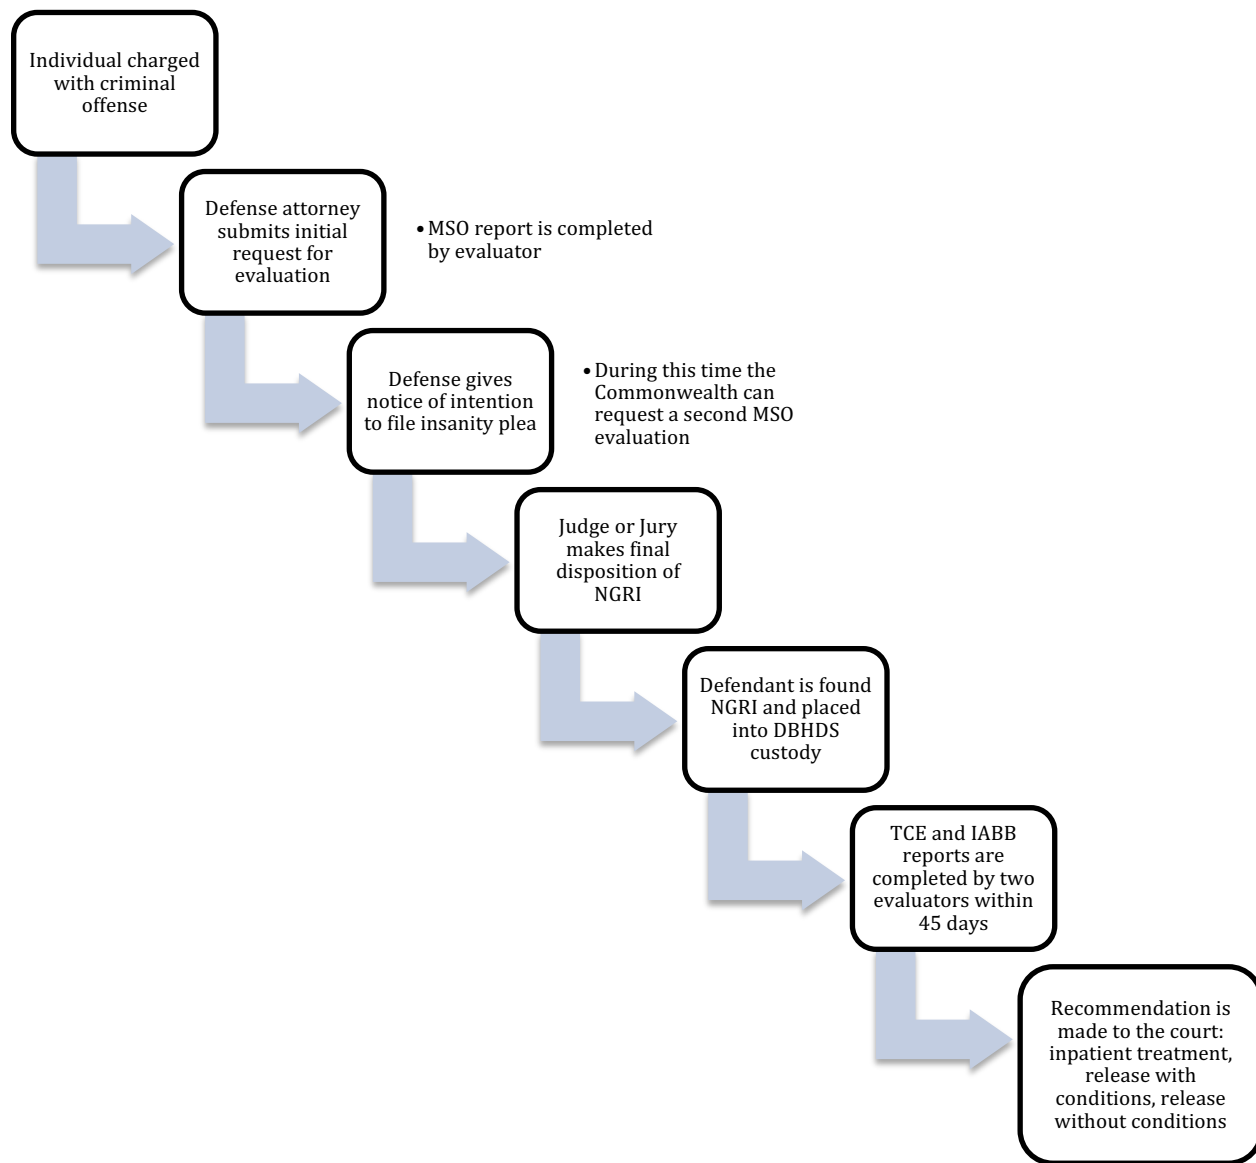 Individual charged
with criminal
offense
Defense attorney
submits initial
request for
evaluation
• MSO report is completed
by evaluator
Defense gives
notice of intention
to file insanity plea
• During this time the
Commonwealth can
request a second MSO
evaluation
Judge or Jury
makes final
disposition of
NGRI
Defendant is found
NGRI and placed
into DBHDS
custody
TCE and IABB
reports are
completed by two
evaluators within
45 days
Recommendation is
made to the court:
inpatient treatment,
release with
conditions, release
without conditions